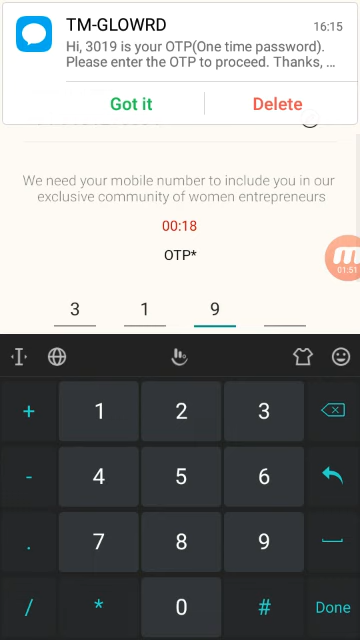 TM-GLOWRD
16:15
Hi, 3019 is your OTP(One time password).
Please enter the OTP to proceed. Thanks, ...
Got it
Delete
We need your mobile number to include you in our
exclusive community of women entrepreneurs
00:18
OTP*
01:51
3 1 9
+ 1 2 3
- 4 5 6
. 7 8 9
/ * 0 # Done